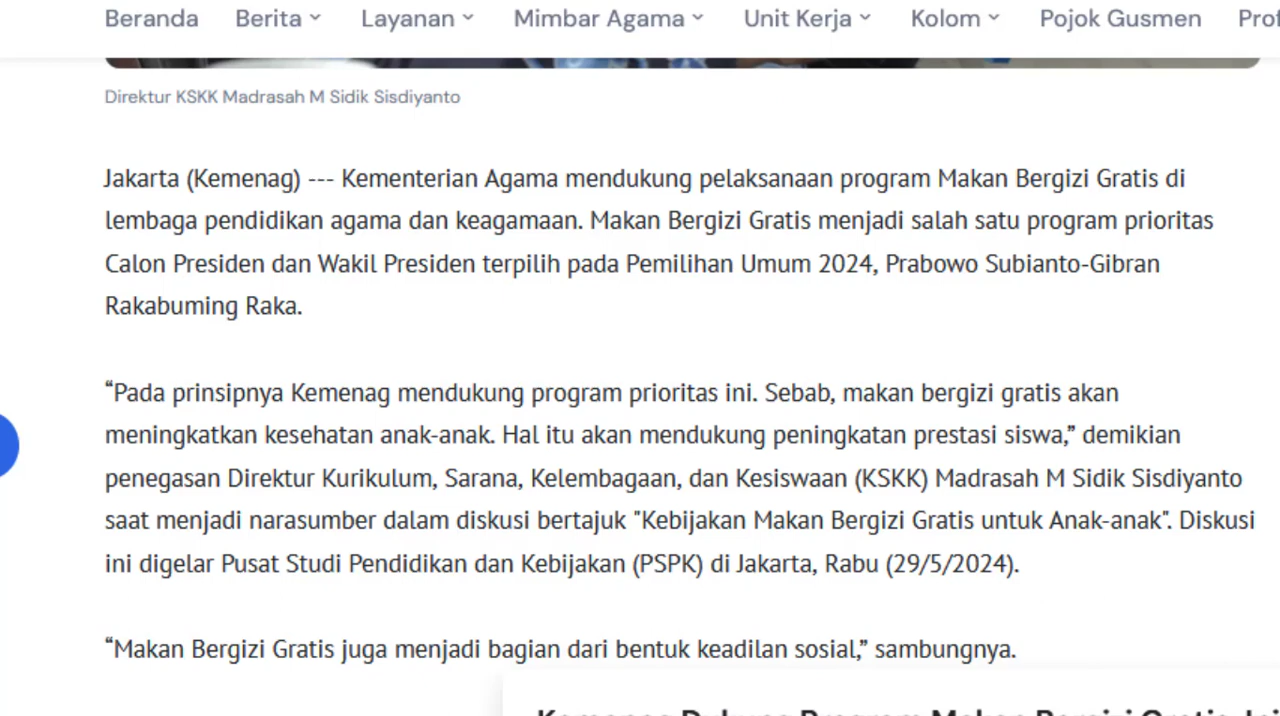 Beranda Berita Layanan Mimbar Agama Unit Kerja Kolom Pojok Gusmen
Direktur KSKK Madrasah M Sidik Sisdiyanto
Jakarta (Kemenag) --- Kementerian Agama mendukung pelaksanaan program Makan Bergizi Gratis di
lembaga pendidikan agama dan keagamaan. Makan Bergizi Gratis menjadi salah satu program prioritas
Calon Presiden dan Wakil Presiden terpilih pada Pemilihan Umum 2024, Prabowo Subianto-Gibran
Rakabuming Raka.
“Pada prinsipnya Kemenag mendukung program prioritas ini. Sebab, makan bergizi gratis akan
meningkatkan kesehatan anak-anak. Hal itu akan mendukung peningkatan prestasi siswa,” demikian
penegasan Direktur Kurikulum, Sarana, Kelembagaan, dan Kesiswaan (KSKK) Madrasah M Sidik Sisdiyanto
saat menjadi narasumber dalam diskusi bertajuk "Kebijakan Makan Bergizi Gratis untuk Anak-anak". Diskusi
ini digelar Pusat Studi Pendidikan dan Kebijakan (PSPK) di Jakarta, Rabu (29/5/2024).
“Makan Bergizi Gratis juga menjadi bagian dari bentuk keadilan sosial,” sambungnya.
Kemenag Dukung Program Makan Bergizi Gratis